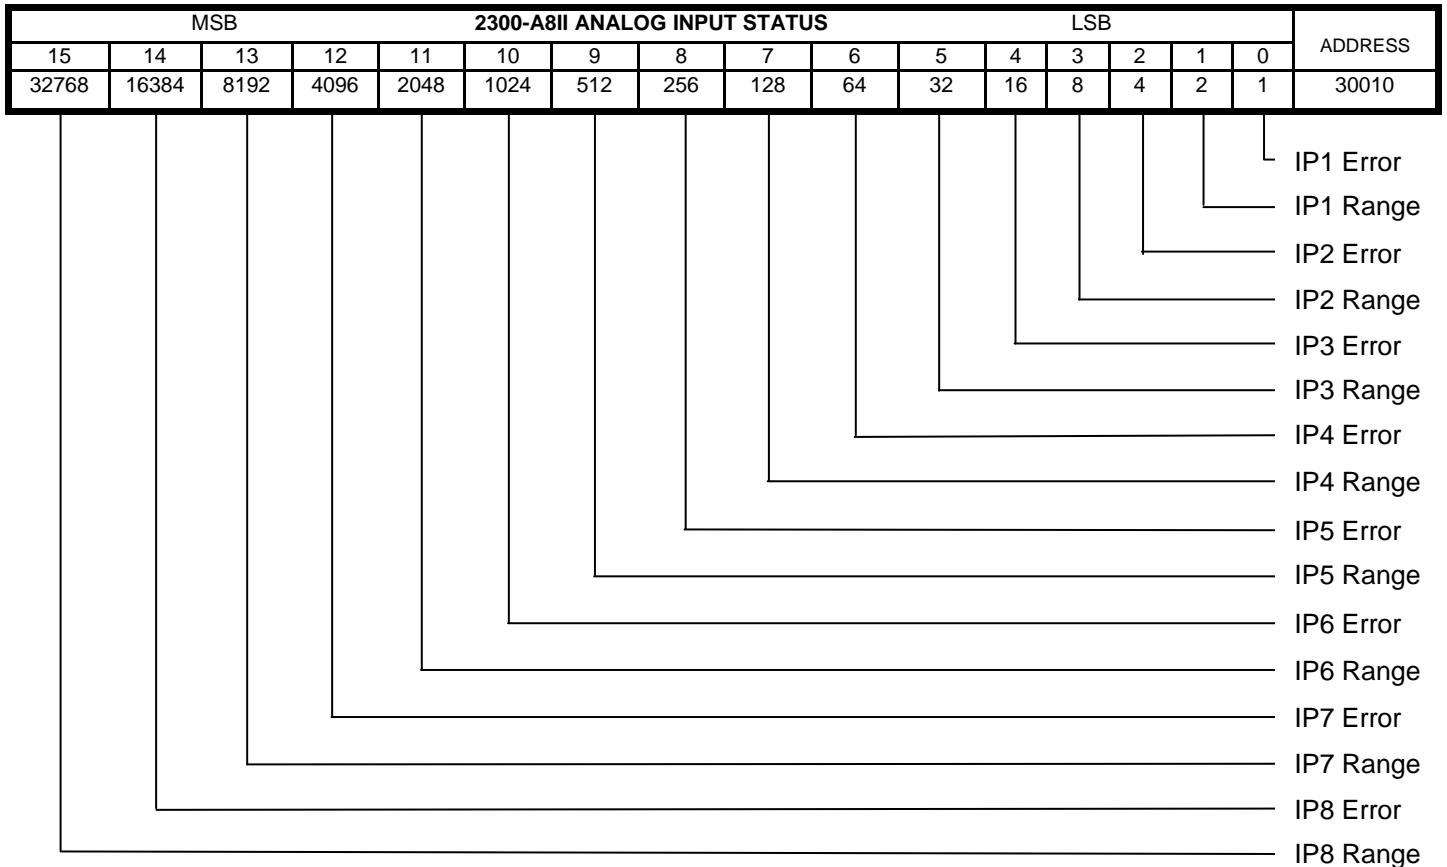 MSB 2300-A8II ANALOG INPUT STATUS LSB ADDRESS
15 14 13 12 11 10 9 8 7 6 5 4 3 2 1 0
32768 16384 8192 4096 2048 1024 512 256 128 64 32 16 8 4 2 1 30010
IP1 Error
IP1 Range
IP2 Error
IP2 Range
IP3 Error
IP3 Range
IP4 Error
IP4 Range
IP5 Error
IP5 Range
IP6 Error
IP6 Range
IP7 Error
IP7 Range
IP8 Error
IP8 Range